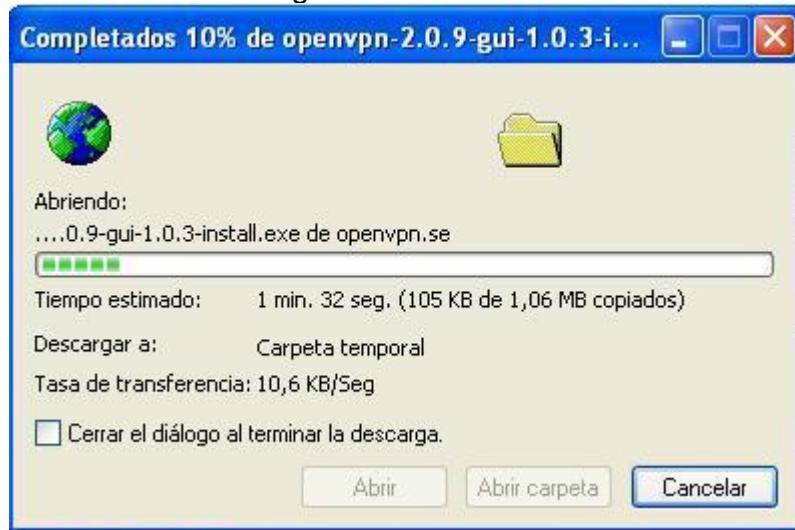 Completados 10% de openvpn-2.0.9-gui-1.0.3-i...
Abriendo:
....0.9-gui-1.0.3-install.exe de openvpn.se
Tiempo estimado: 1 min. 32 seg. (105 KB de 1,06 MB copiados)
Descargar a: Carpeta temporal
Tasa de transferencia: 10,6 KB/Seg
Cerrar el diálogo al terminar la descarga.
Abrir Abrir carpeta Cancelar